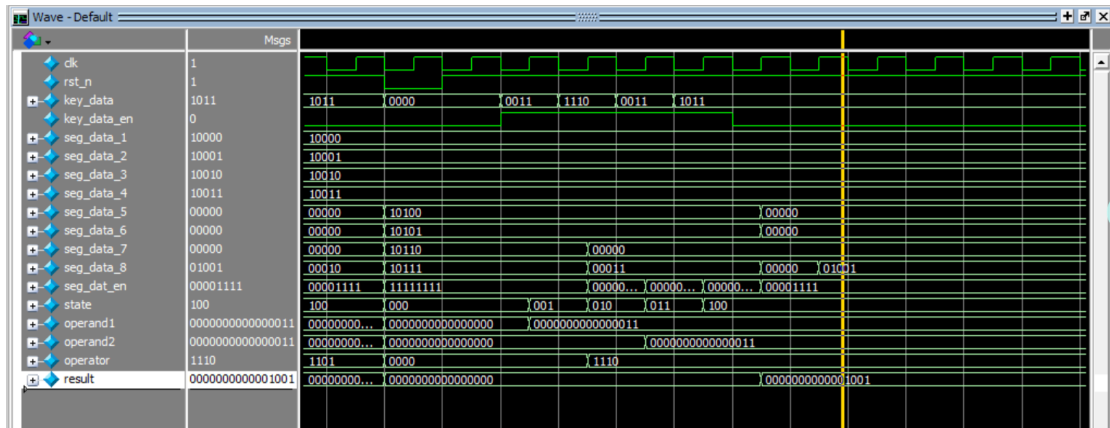 Wave - Default
Msgs
clk 1
rst_n 1
key_data 1011 1011 0000 0011 1110 0011 1011
key_data_en 0
seg_data_1 10000 10000
seg_data_2 10001 10001
seg_data_3 10010 10010
seg_data_4 10011 10011
seg_data_5 00000 00000 10100 00000
seg_data_6 00000 00000 10101 00000
seg_data_7 00000 00000 10110 00000
seg_data_8 01001 00010 10111 00011 00000 01001
seg_dat_en 00001111 00001111 11111111 00000... 00000... 00000... 00001111
state 100 100 000 001 010 011 100
operand1 0000000000000011 00000000... 0000000000000000 0000000000000011
operand2 0000000000000011 00000000... 0000000000000000 0000000000000011
operator 1110 1101 0000 1110
result 0000000000001001 00000000... 0000000000000000 0000000000001001